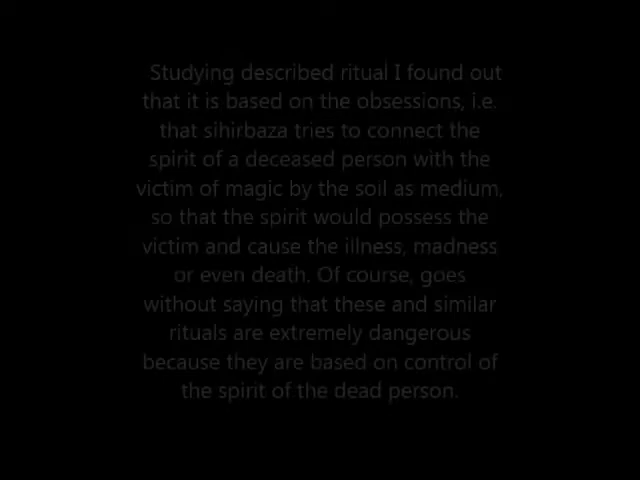 Studying described ritual I found out
that it is based on the obsessions, i.e.
that sihirbaza tries to connect the
spirit of a deceased person with the
victim of magic by the soil as medium,
so that the spirit would possess the
victim and cause the illness, madness
or even death. Of course, goes
without saying that these and similar
rituals are extremely dangerous
because they are based on control of
the spirit of the dead person.